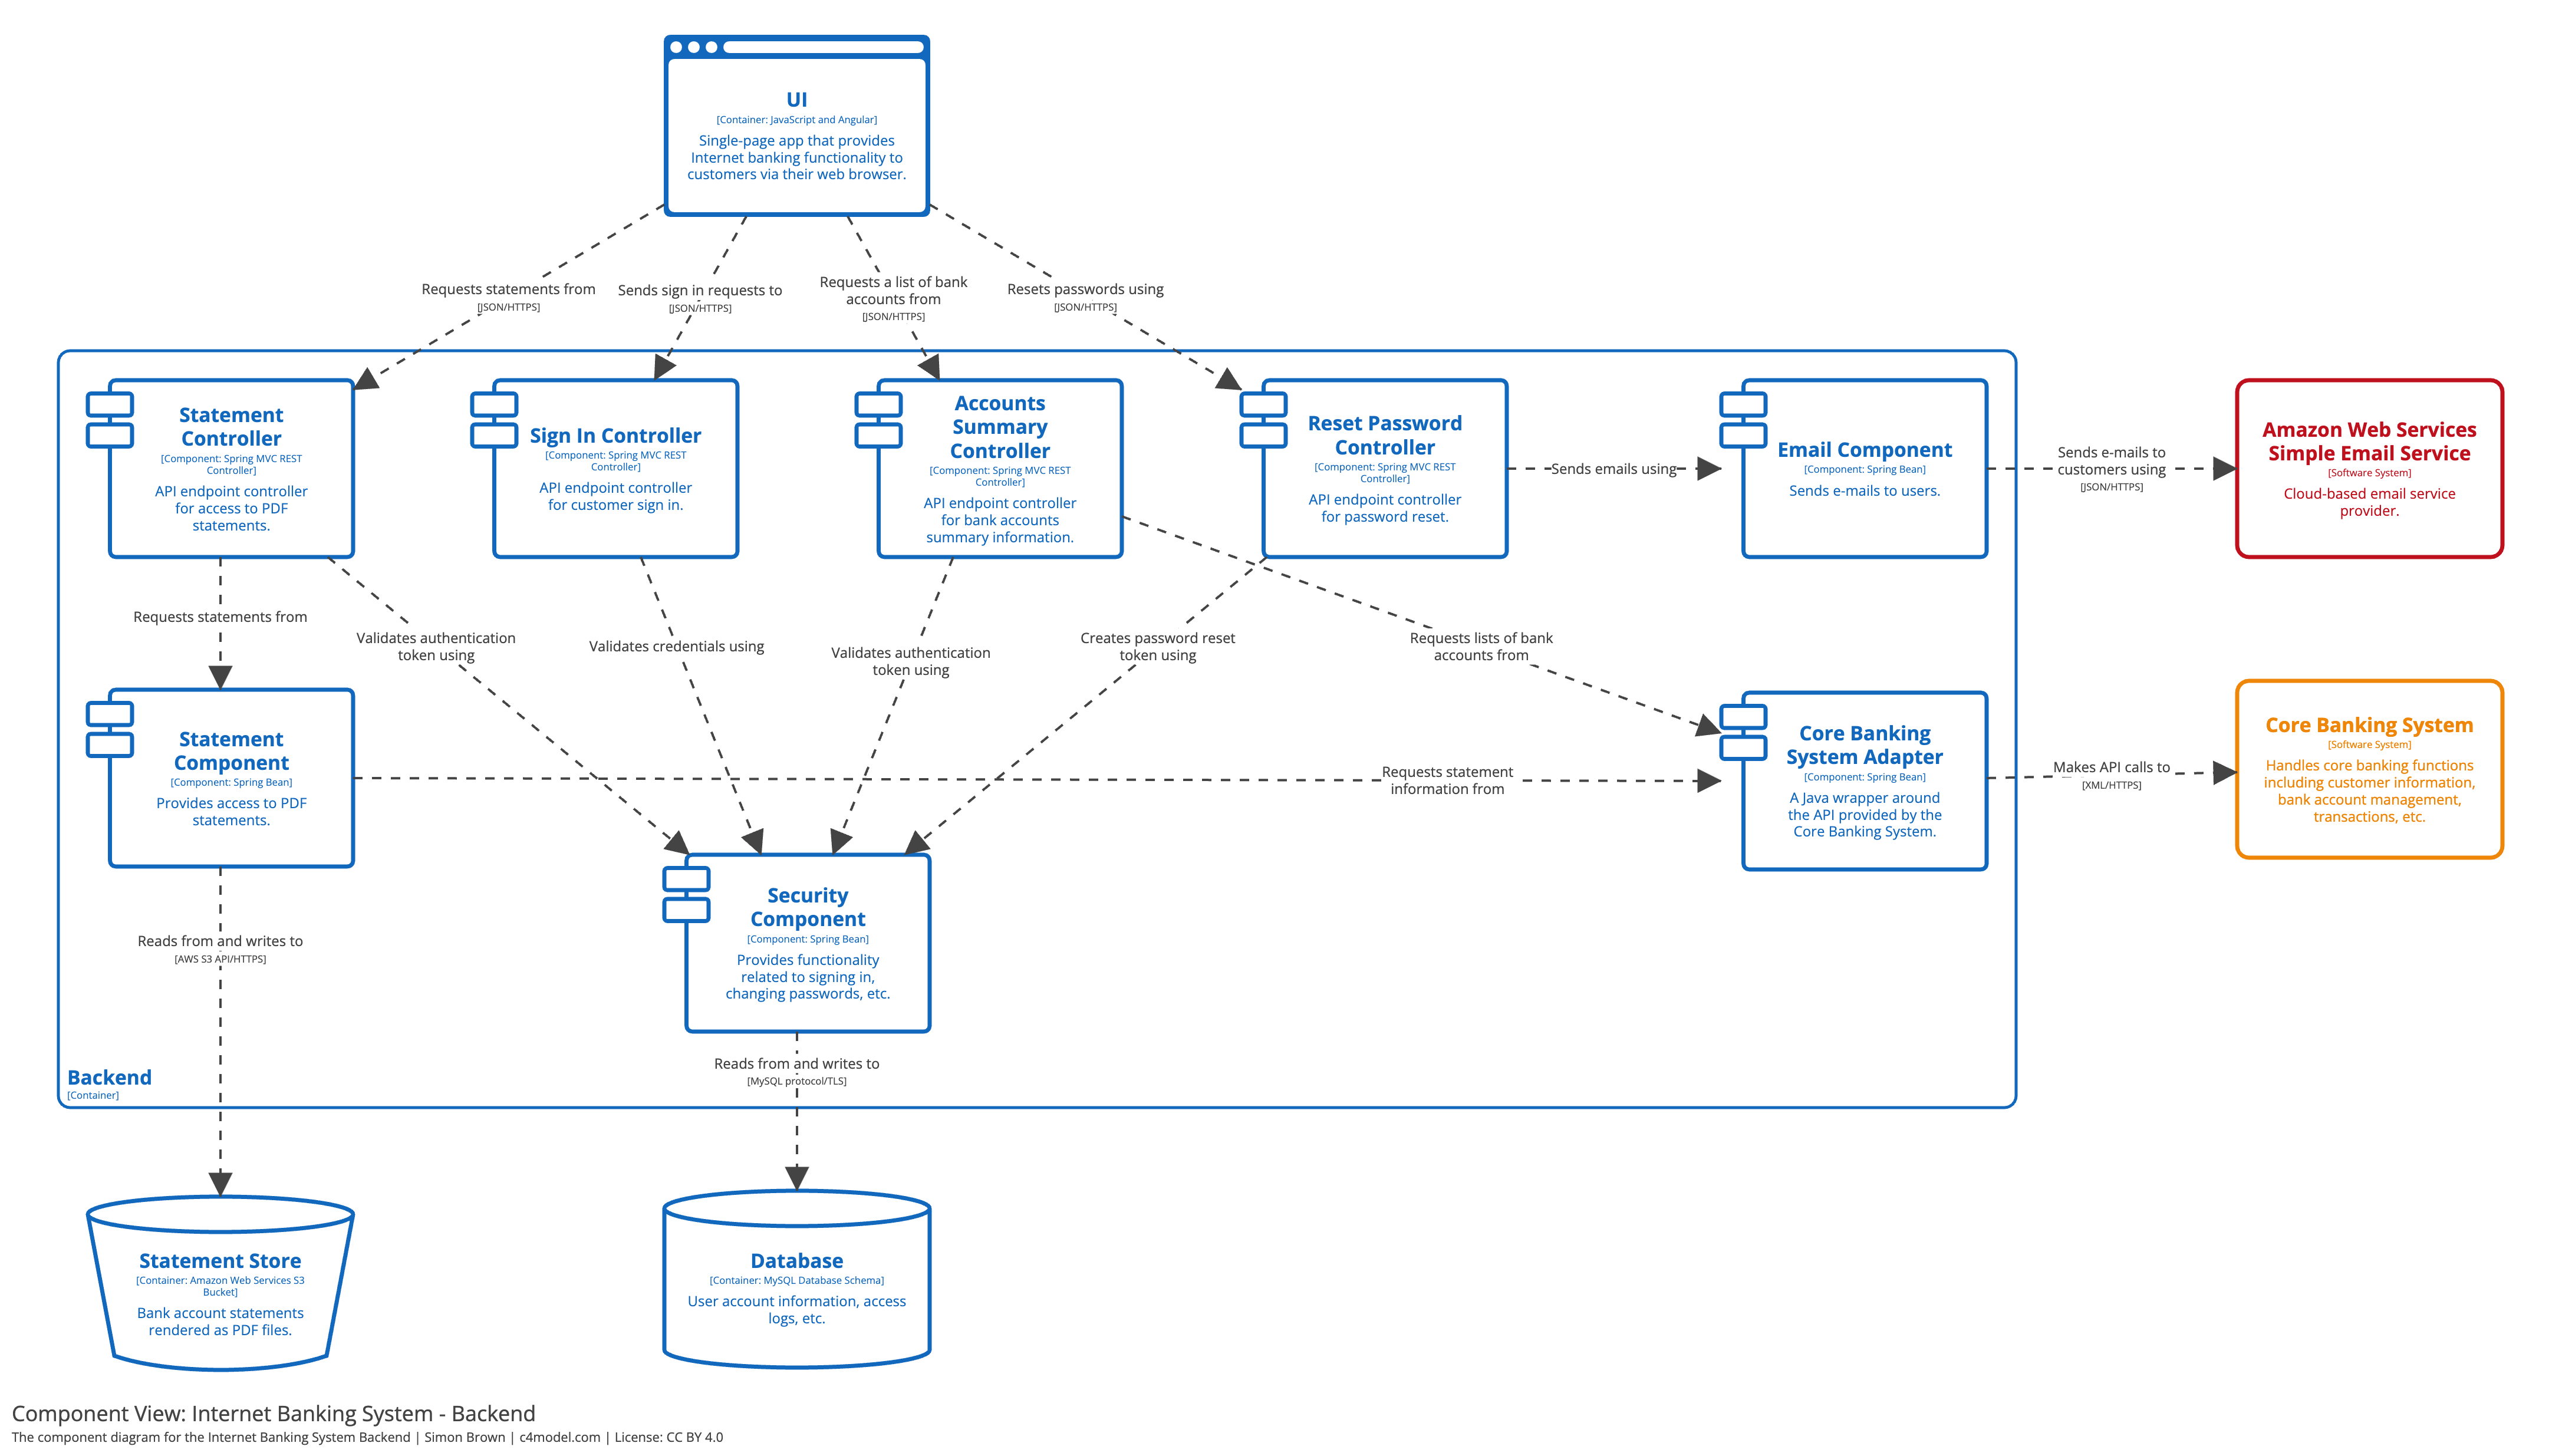 UI
[Container: JavaScript and Angular]
Single-page app that provides
Internet banking functionality to
customers via their web browser.
Requests statements from
[JSON/HTTPS]
Sends sign in requests to
[JSON/HTTPS]
Requests a list of bank
accounts from
[JSON/HTTPS]
Resets passwords using
[JSON/HTTPS]
Statement
Controller
[Component: Spring MVC REST
Controller]
API endpoint controller
for access to PDF
statements.
Sign In Controller
[Component: Spring MVC REST
Controller]
API endpoint controller
for customer sign in.
Accounts
Summary
Controller
[Component: Spring MVC REST
Controller]
API endpoint controller
for bank accounts
summary information.
Reset Password
Controller
[Component: Spring MVC REST
Controller]
API endpoint controller
for password reset.
Sends emails using
Email Component
[Component: Spring Bean]
Sends e-mails to users.
Sends e-mails to
customers using
[JSON/HTTPS]
Amazon Web Services
Simple Email Service
[Software System]
Cloud-based email service
provider.
Requests statements from
Validates authentication
token using
Validates credentials using
Validates authentication
token using
Creates password reset
token using
Requests lists of bank
accounts from
Statement
Component
[Component: Spring Bean]
Provides access to PDF
statements.
Requests statement
information from
Core Banking
System Adapter
[Component: Spring Bean]
A Java wrapper around
the API provided by the
Core Banking System.
Makes API calls to
[XML/HTTPS]
Core Banking System
[Software System]
Handles core banking functions
including customer information,
bank account management,
transactions, etc.
Security
Component
[Component: Spring Bean]
Provides functionality
related to signing in,
changing passwords, etc.
Reads from and writes to
[AWS S3 API/HTTPS]
Reads from and writes to
[MySQL protocol/TLS]
Backend
[Container]
Statement Store
[Container: Amazon Web Services S3
Bucket]
Bank account statements
rendered as PDF files.
Database
[Container: MySQL Database Schema]
User account information, access
logs, etc.
Component View: Internet Banking System - Backend
The component diagram for the Internet Banking System Backend | Simon Brown | c4model.com | License: CC BY 4.0